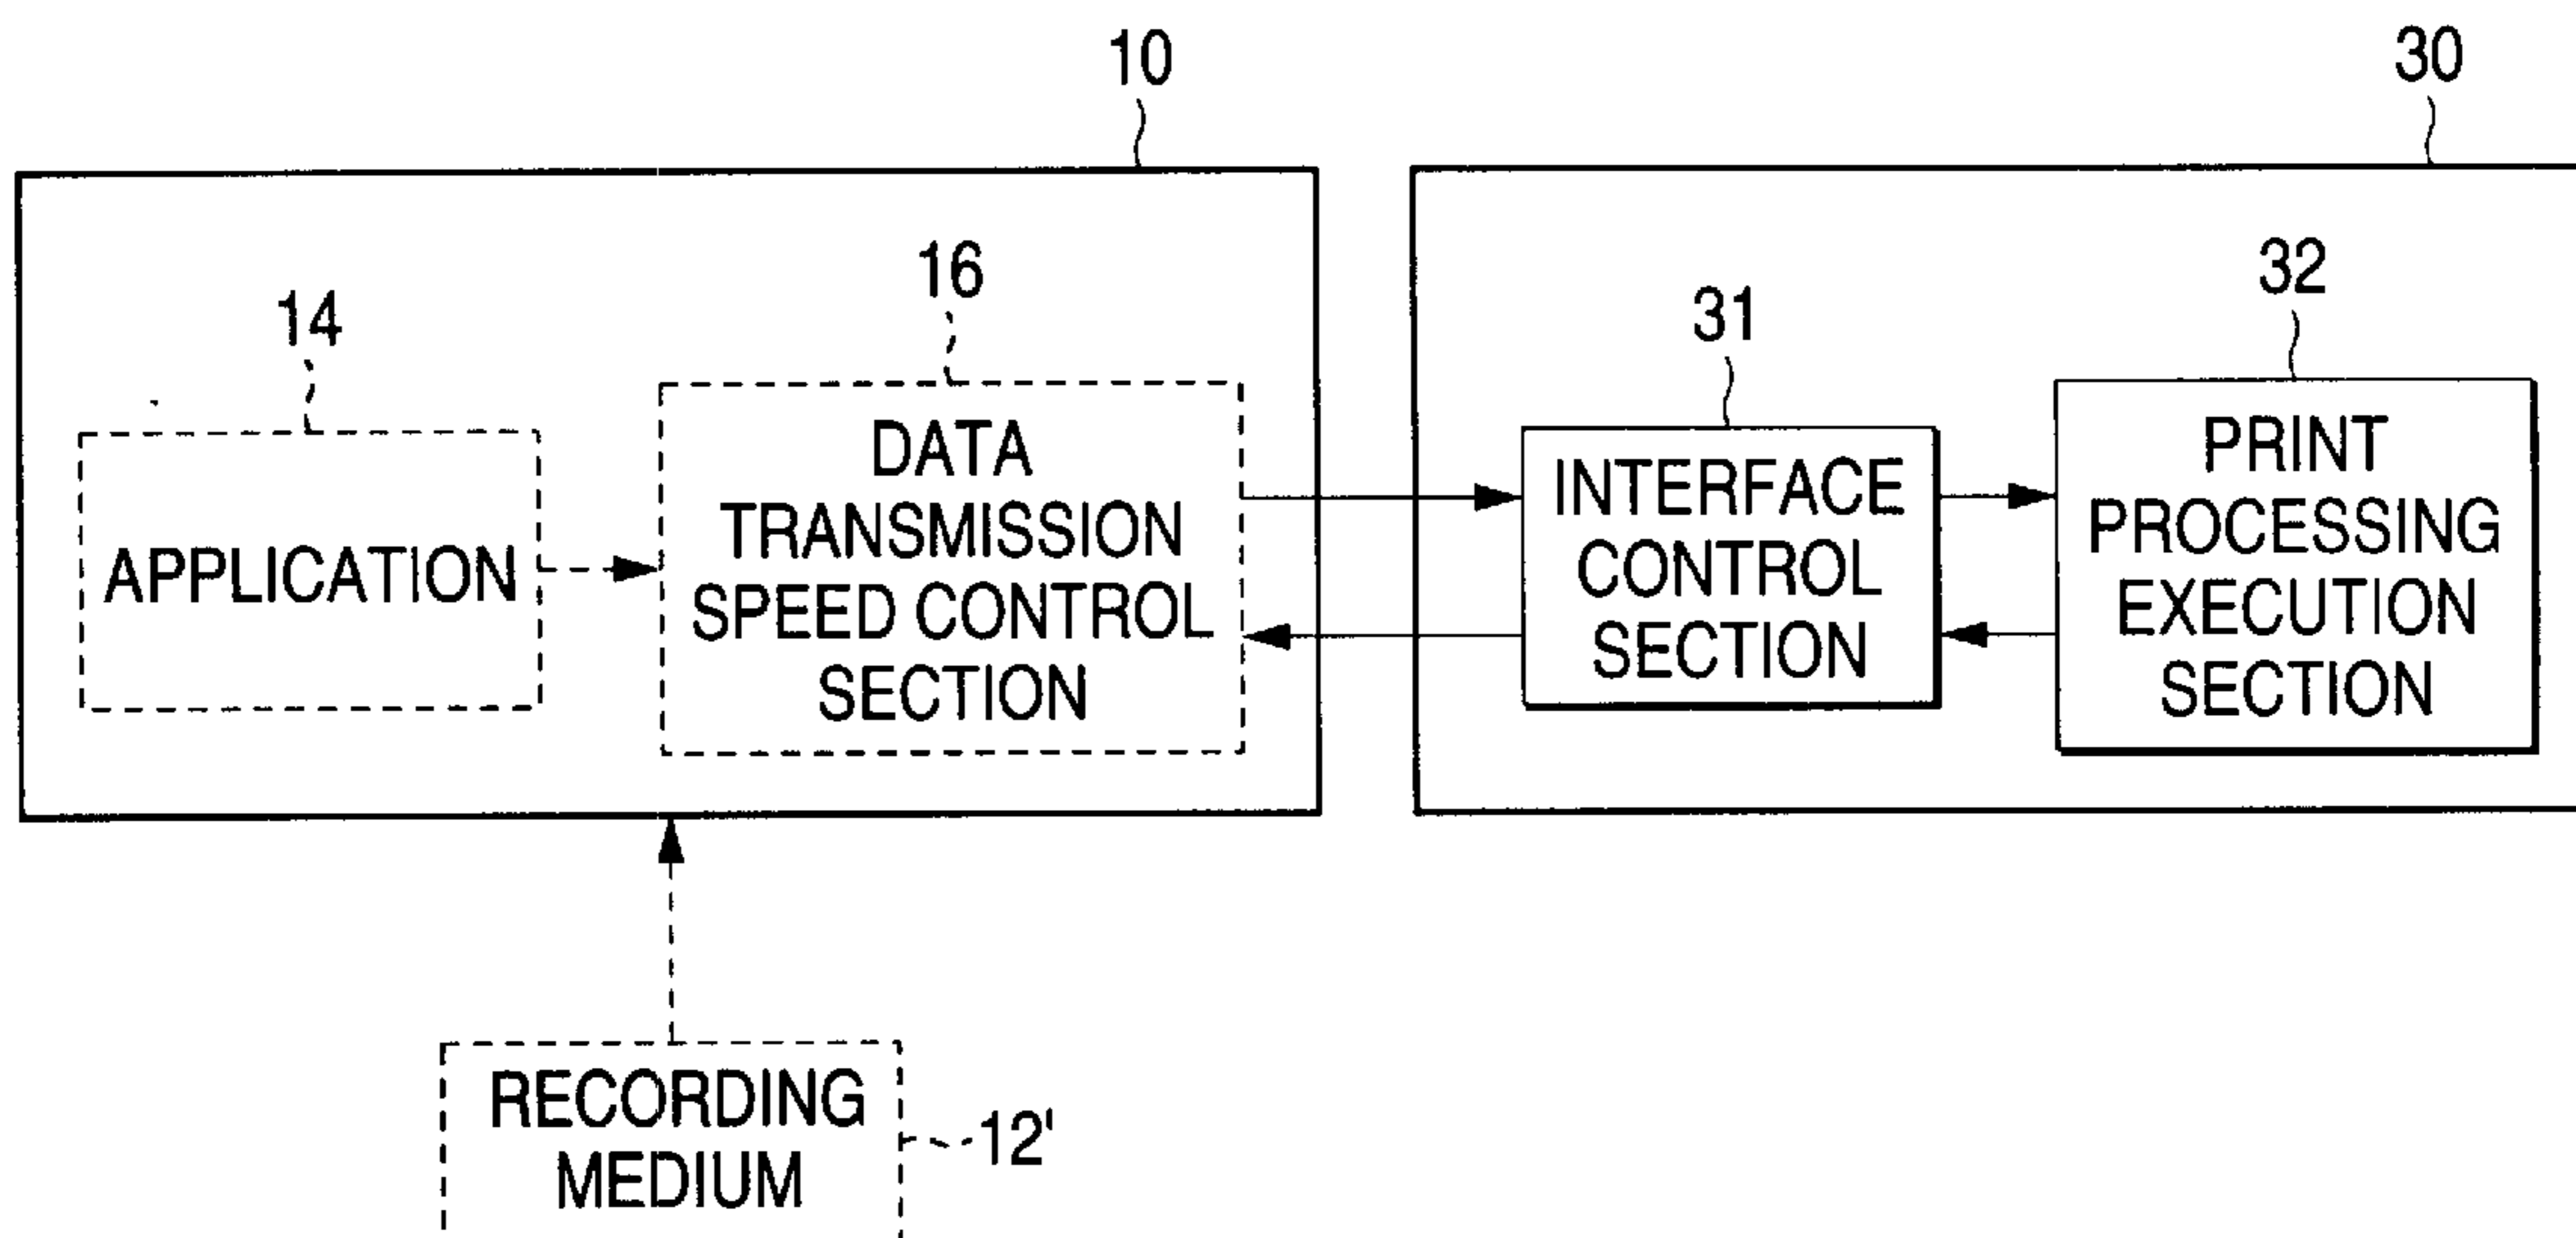 10
30
14
APPLICATION
16
DATA
TRANSMISSION
SPEED CONTROL
SECTION
31
INTERFACE
CONTROL
SECTION
32
PRINT
PROCESSING
EXECUTION
SECTION
RECORDING
MEDIUM
12'